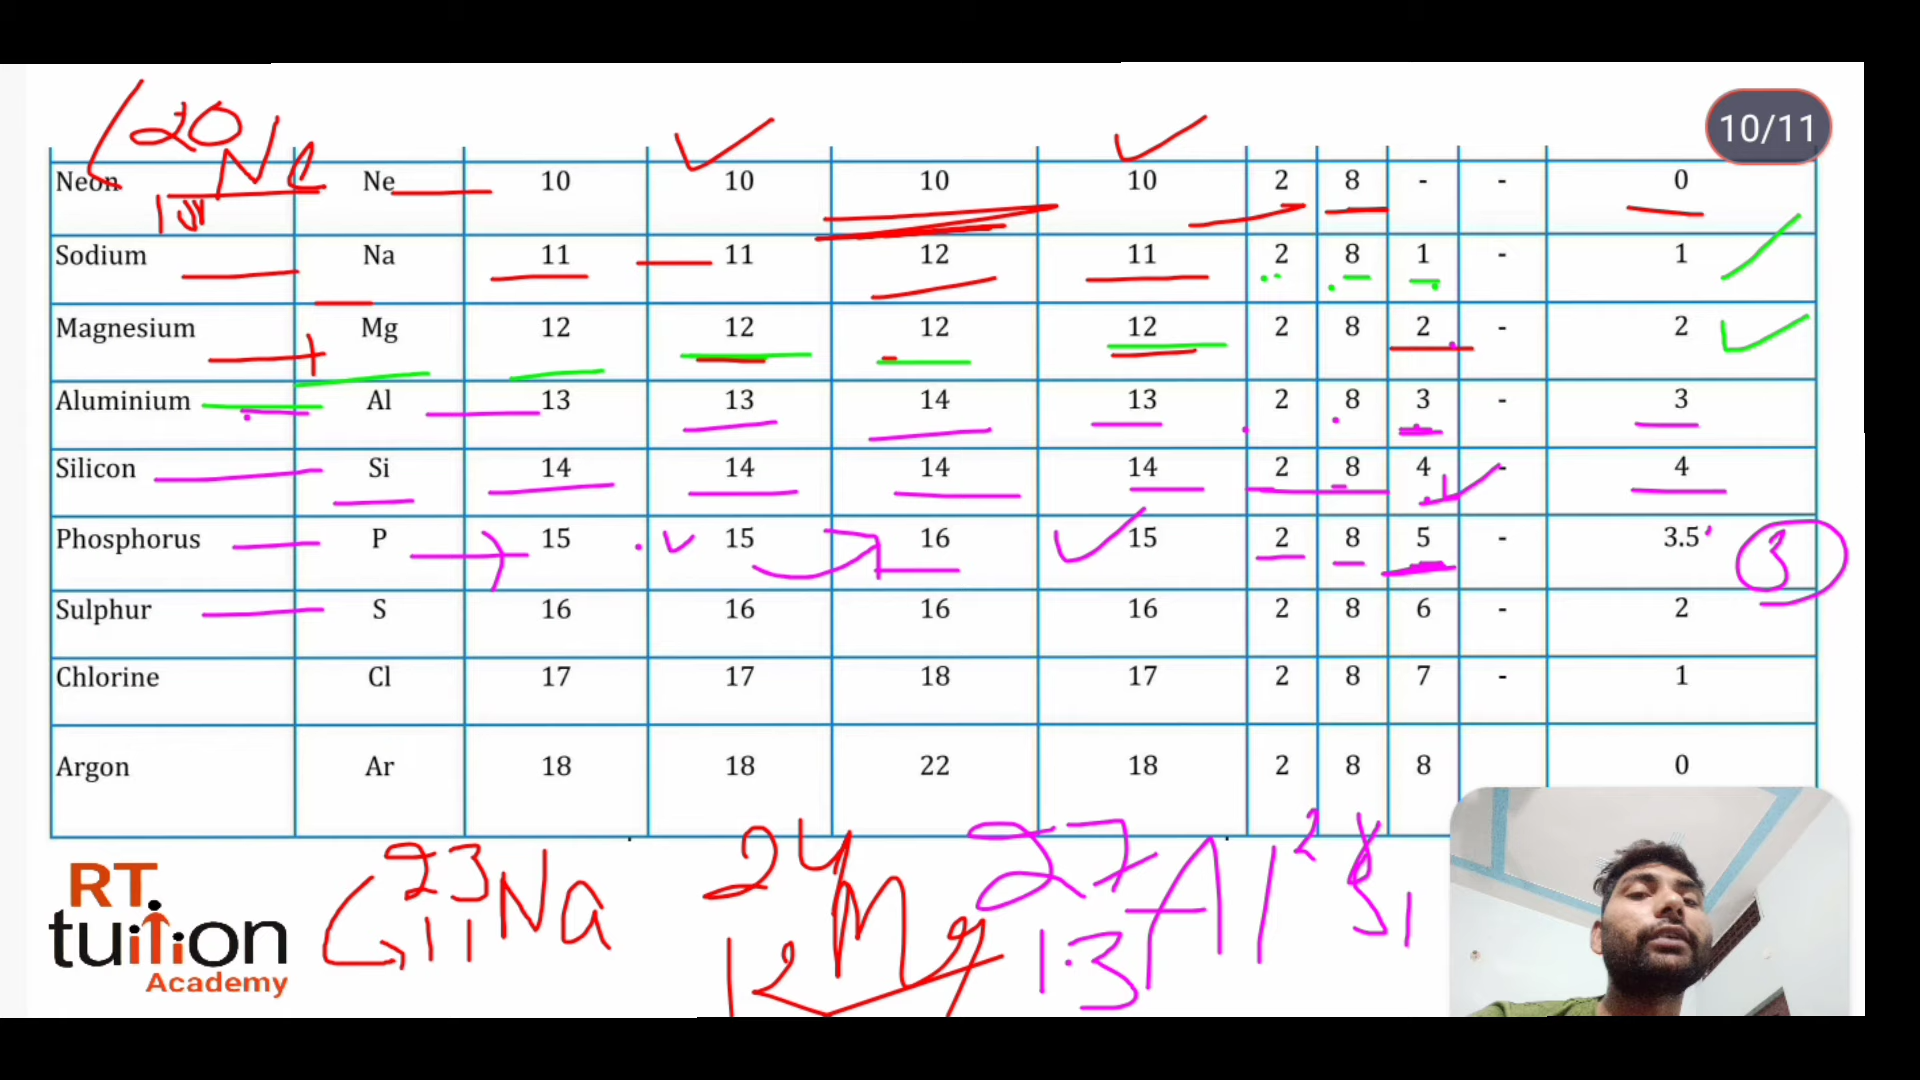 20
Ne
10/11
Neon Ne 10 10 10 10 2 8 - - 0
Sodium Na 11 11 12 11 2 8 1 - 1
Magnesium Mg 12 12 12 12 2 8 2 - 2
Aluminium Al 13 13 14 13 2 8 3 - 3
Silicon Si 14 14 14 14 2 8 4 - 4
Phosphorus P 15 15 16 15 2 8 5 - 3.5 3
Sulphur S 16 16 16 16 2 8 6 - 2
Chlorine Cl 17 17 18 17 2 8 7 - 1
Argon Ar 18 18 22 18 2 8 8 0
23 Na 11
24 Mg 12
27 Al 13
2 Si
RT
tuition
Academy